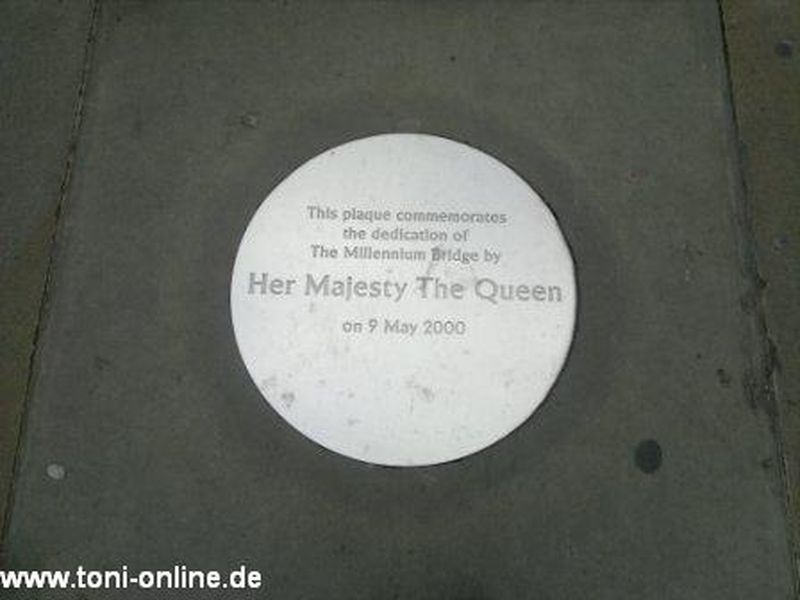 This plaque commemorates
the dedication of
The Millennium Bridge by
Her Majesty The Queen
on 9 May 2000
www.toni-online.de